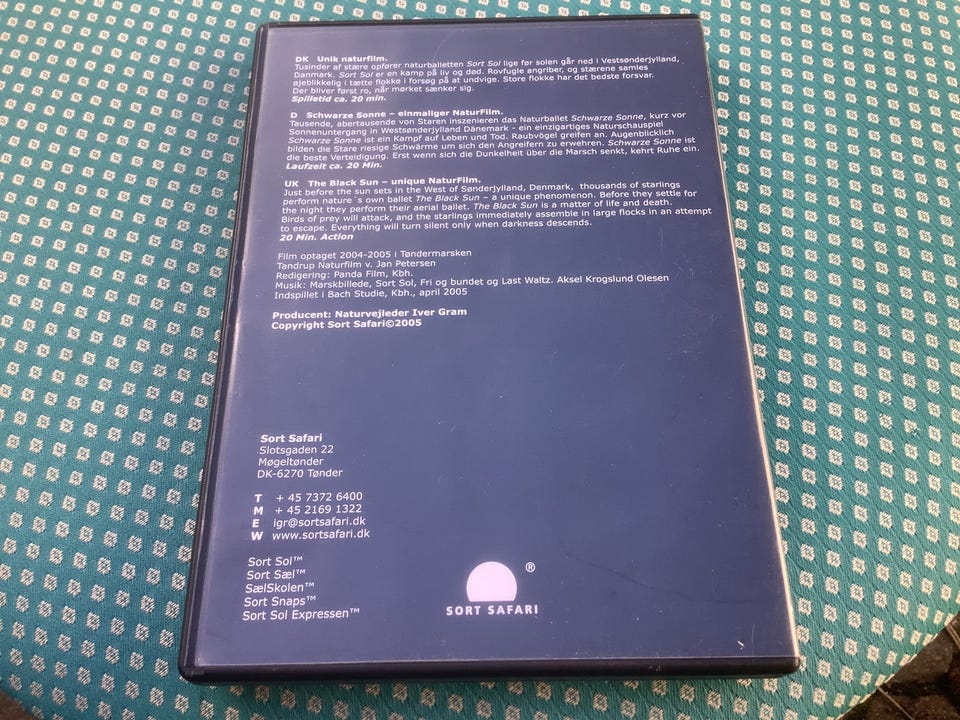 DK Unik naturfilm.
Tusinder af stære opfører naturballetten Sort Sol lige før solen går ned i Vestsønderjylland,
Danmark. Sort Sol er en kamp på liv og død. Rovfugle angriber, og stærene samles
øjeblikkelig i tætte flokke i forsøg på at undvige. Store flokke har det bedste forsvar.
Der bliver først ro, når mørket sænker sig.
Spilletid ca. 20 min.
D Schwarze Sonne – einmaliger NaturFilm.
Tausende, abertausende von Staren inszenieren das Naturballet Schwarze Sonne, kurz vor
Sonnenuntergang in Westsønderjylland Dänemark - ein einzigartiges Naturschauspiel
Schwarze Sonne ist ein Kampf auf Leben und Tod. Raubvögel greifen an. Augenblicklich
bilden die Stare riesige Schwärme um sich den Angreifern zu erwehren. Schwarze Sonne ist
die beste Verteidigung. Erst wenn sich die Dunkelheit über die Marsch senkt, kehrt Ruhe ein.
Laufzeit ca. 20 Min.
UK The Black Sun – unique NaturFilm.
Just before the sun sets in the West of Sønderjylland, Denmark, thousands of starlings
perform nature´s own ballet The Black Sun – a unique phenomenon. Before they settle for
the night they perform their aerial ballet. The Black Sun is a matter of life and death.
Birds of prey will attack, and the starlings immediately assemble in large flocks in an attempt
to escape. Everything will turn silent only when darkness descends.
20 Min. Action
Film optaget 2004-2005 i Tøndermarsken
Tandrup Naturfilm v. Jan Petersen
Redigering: Panda Film, Kbh.
Musik: Marskbillede, Sort Sol, Fri og bundet og Last Waltz. Aksel Krogslund Olesen
Indspillet i Bach Studie, Kbh., april 2005
Producent: Naturvejleder Iver Gram
Copyright Sort Safari©2005
Sort Safari
Slotsgaden 22
Møgeltønder
DK-6270 Tønder
T + 45 7372 6400
M + 45 2169 1322
E igr@sortsafari.dk
W www.sortsafari.dk
Sort Sol™
Sort Sæl™
SælSkolen™
Sort Snaps™
Sort Sol Expressen™
®
SORT SAFARI